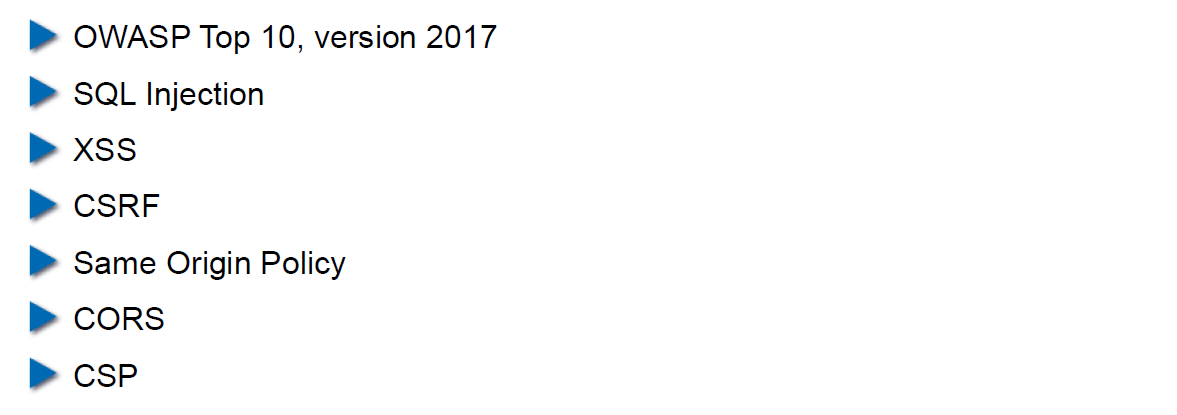 OWASP Top 10, version 2017
SQL Injection
XSS
CSRF
Same Origin Policy
CORS
CSP